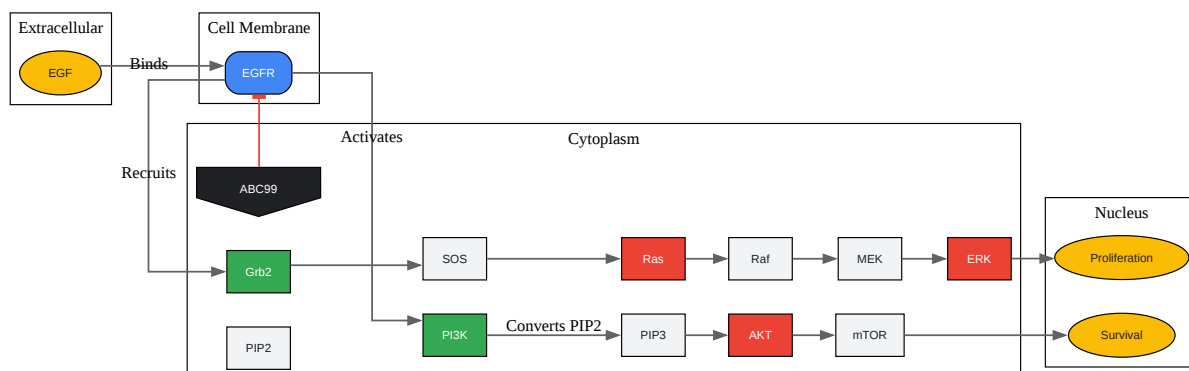 Extracellular
Cell Membrane
EGF
Binds
EGFR
Activates
Cytoplasm
Recruits
ABC99
Nucleus
Grb2
SOS
Ras
Raf
MEK
ERK
Proliferation
PIP2
PI3K
Converts PIP2
PIP3
AKT
mTOR
Survival